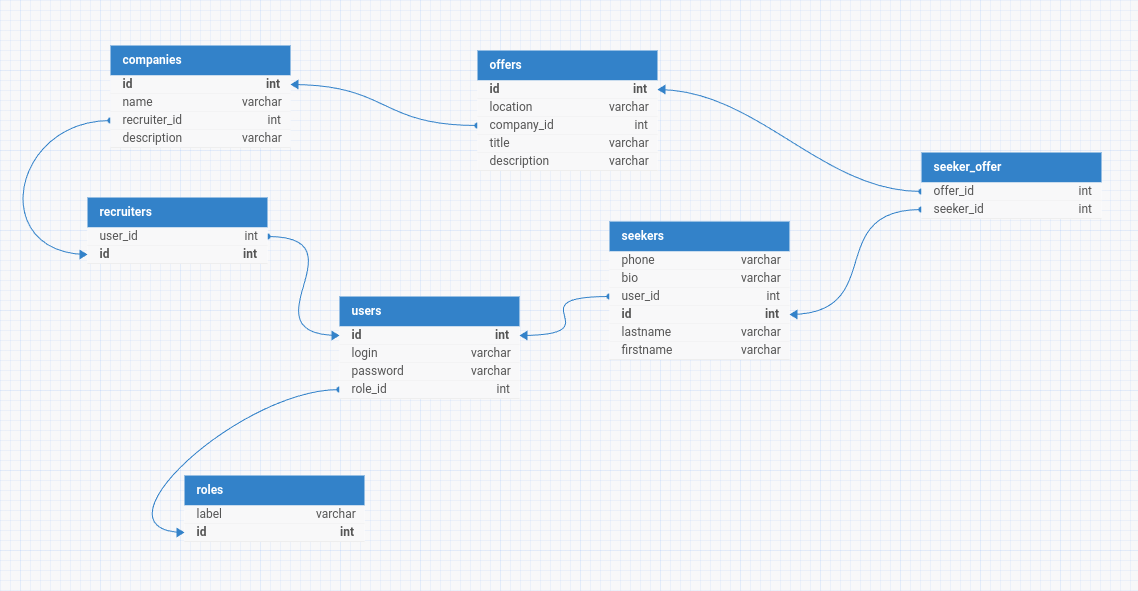 companies
id int
name varchar
recruiter_id int
description varchar
offers
id int
location varchar
company_id int
title varchar
description varchar
seeker_offer
offer_id int
seeker_id int
recruiters
user_id int
id int
seekers
phone varchar
bio varchar
user_id int
id int
lastname varchar
firstname varchar
users
id int
login varchar
password varchar
role_id int
roles
label varchar
id int